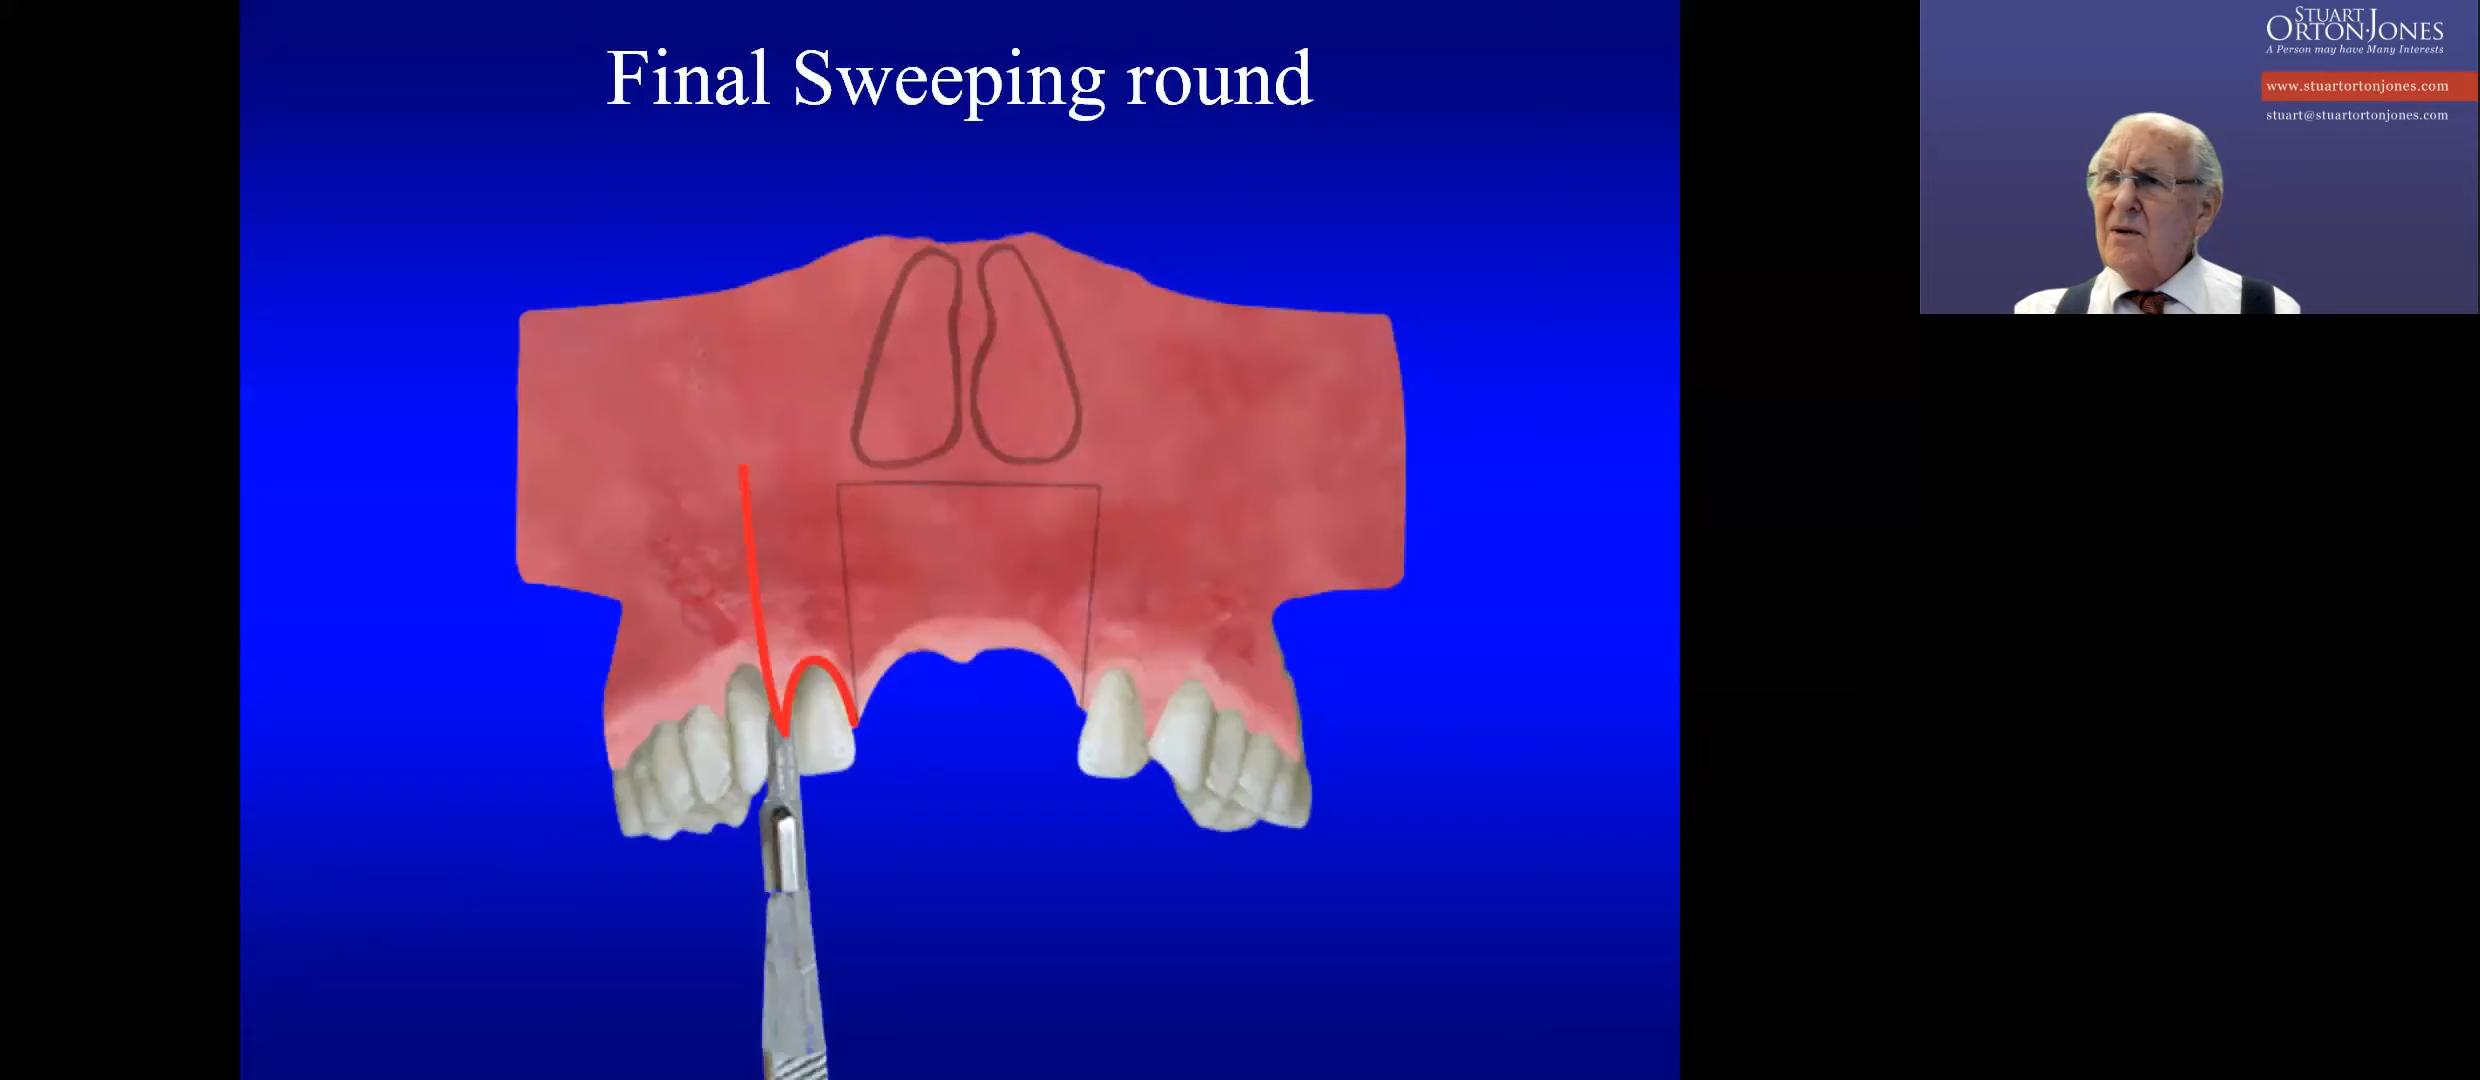 Final Sweeping round
STUART
ORTON-JONES
A Person may have Many Interests
www.stuartortonjones.com
stuart@stuartortonjones.com